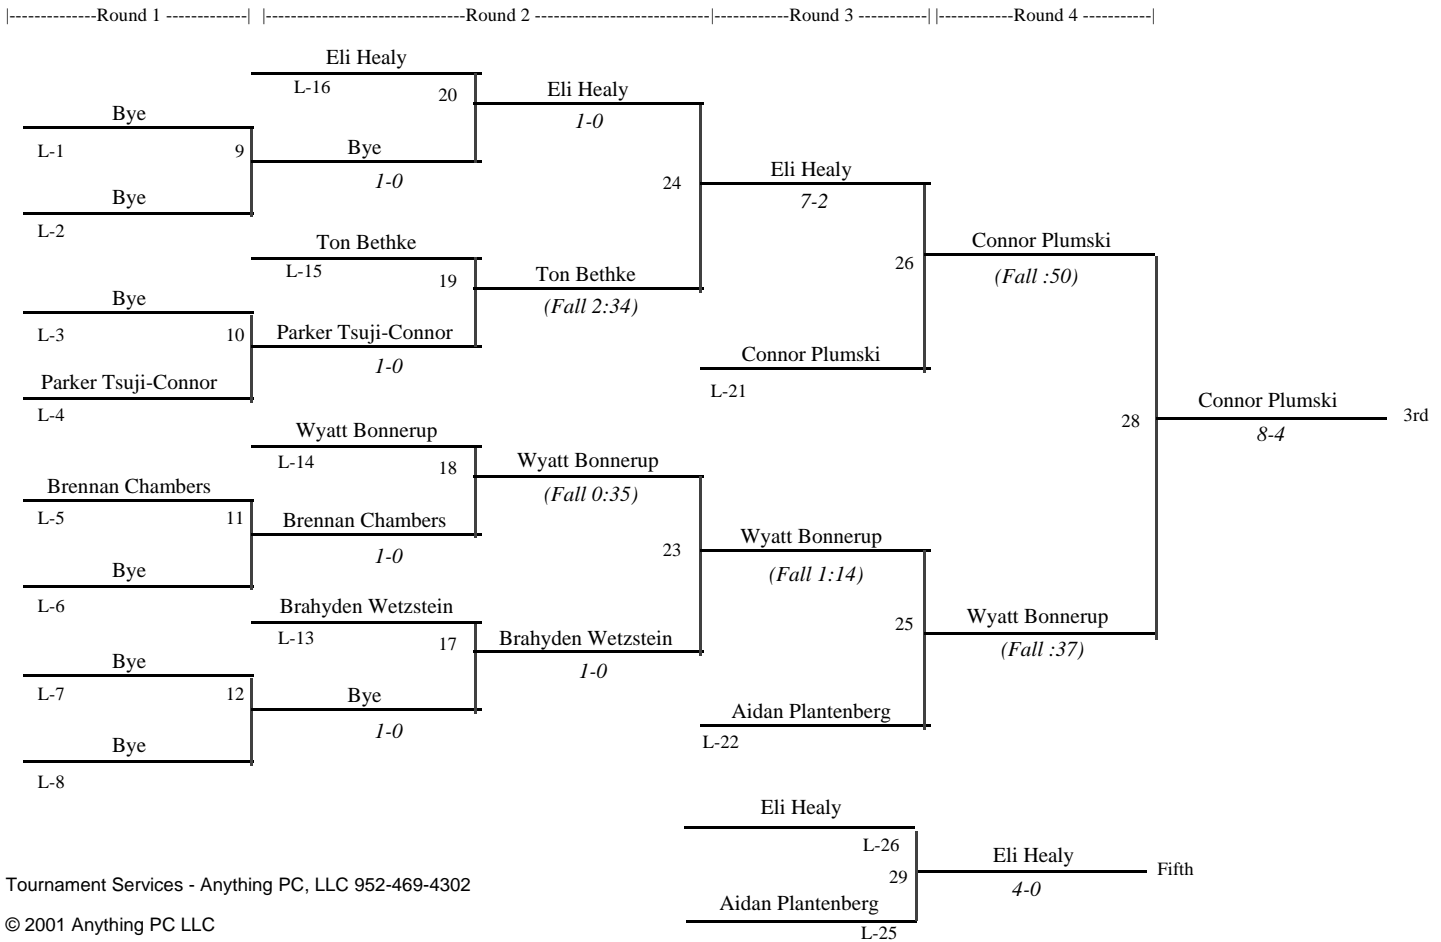 |--------------Round 1 -------------| |-----------------------------Round 2 --------------------------|------------Round 3 -----------| |------------Round 4 -----------|
Eli Healy
L-16
20
Eli Healy
1-0
Bye
L-1
9
Bye
1-0
Bye
L-2
24
Eli Healy
7-2
Ton Bethke
L-15
19
Ton Bethke
(Fall 2:34)
Bye
L-3
10
Parker Tsuji-Connor
1-0
Parker Tsuji-Connor
L-4
26
Connor Plumski
(Fall :50)
Connor Plumski
L-21
28
Connor Plumski
3rd
8-4
Wyatt Bonnerup
L-14
18
Wyatt Bonnerup
(Fall 0:35)
Brennan Chambers
L-5
11
Brennan Chambers
1-0
Bye
L-6
23
Wyatt Bonnerup
(Fall 1:14)
Brahyden Wetzstein
L-13
17
Brahyden Wetzstein
1-0
Bye
L-7
12
Bye
1-0
Bye
L-8
25
Wyatt Bonnerup
(Fall :37)
Aidan Plantenberg
L-22
Eli Healy
L-26
29
Eli Healy
Fifth
4-0
Aidan Plantenberg
L-25
Tournament Services - Anything PC, LLC 952-469-4302
© 2001 Anything PC LLC